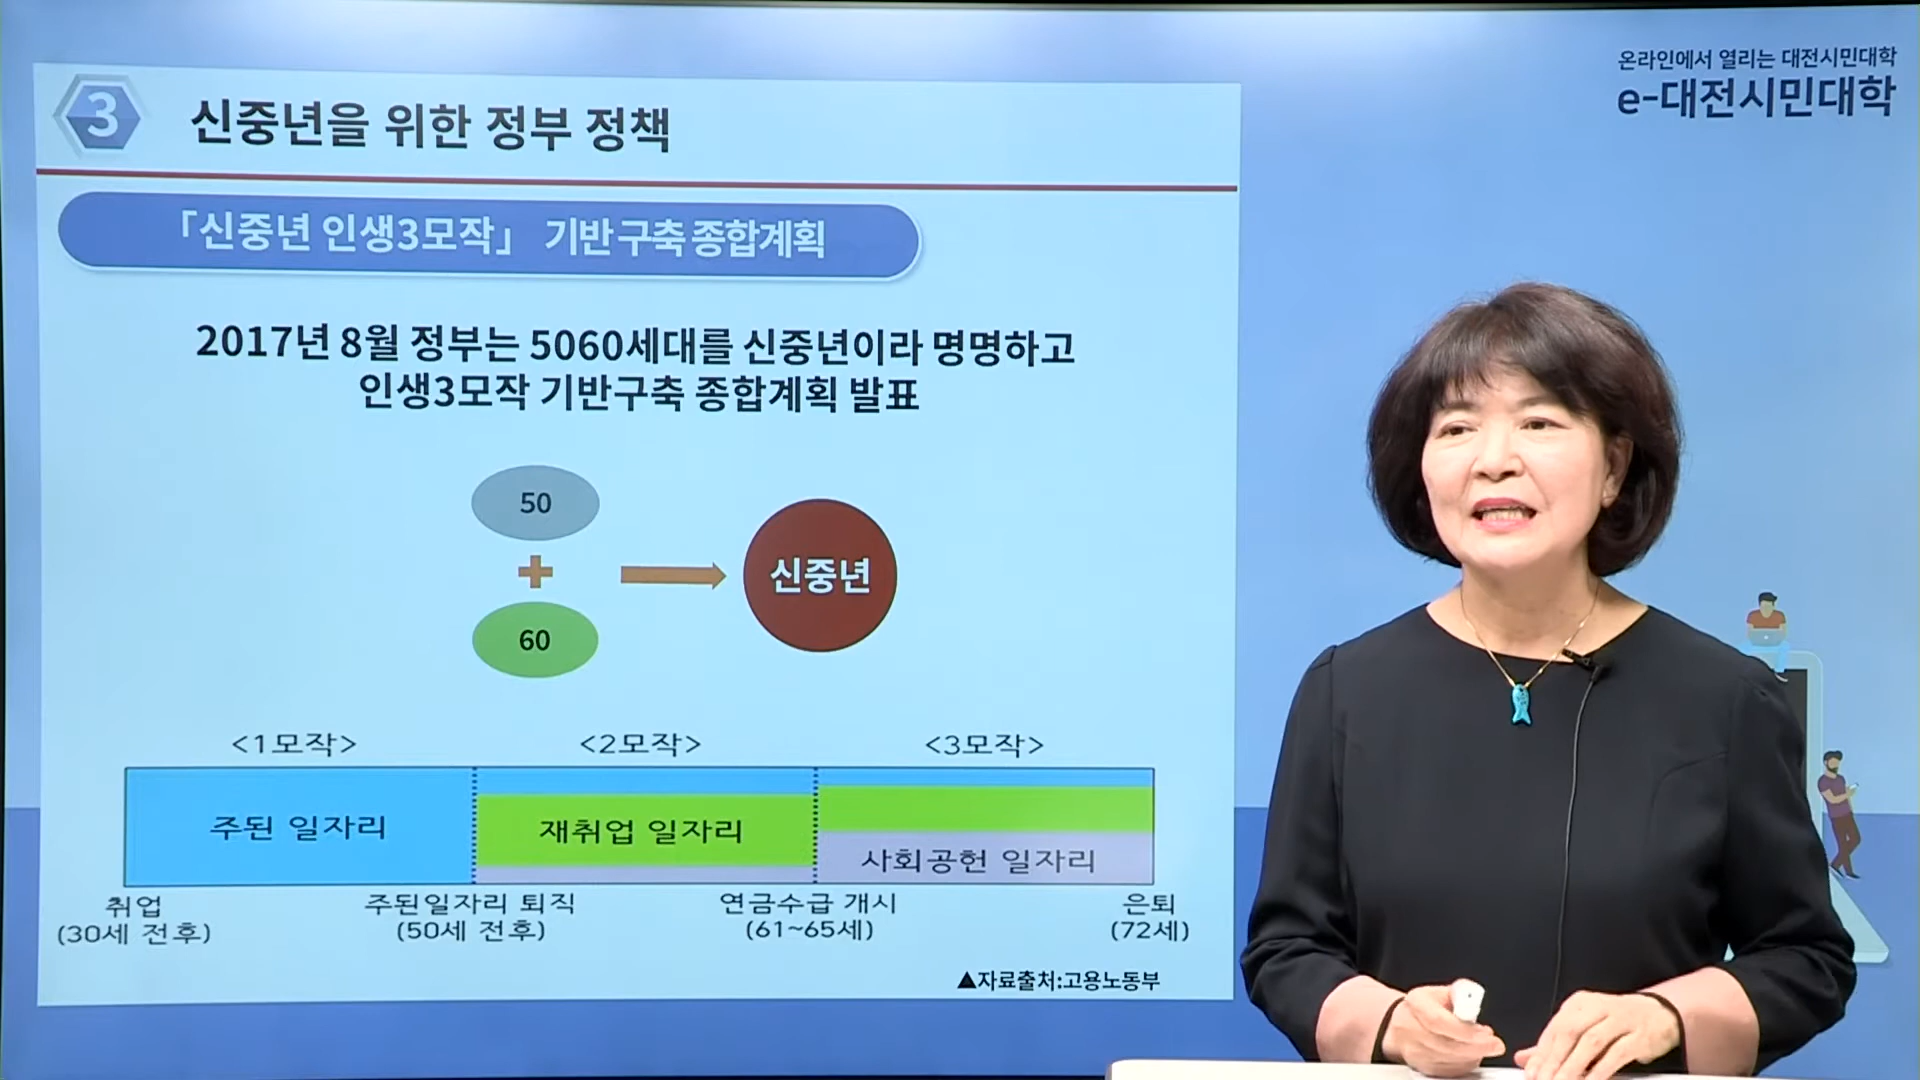 온라인에서 열리는 대전시민대학
e-대전시민대학
3 신중년을 위한 정부 정책
「신중년 인생3모작」 기반 구축 종합계획
2017년 8월 정부는 5060세대를 신중년이라 명명하고
인생3모작 기반구축 종합계획 발표
50
+
60
신중년
<1모작> <2모작> <3모작>
주된 일자리 재취업 일자리 사회공헌 일자리
취업 주된일자리 퇴직 연금수급 개시 은퇴
(30세 전후) (50세 전후) (61~65세) (72세)
▲자료출처:고용노동부